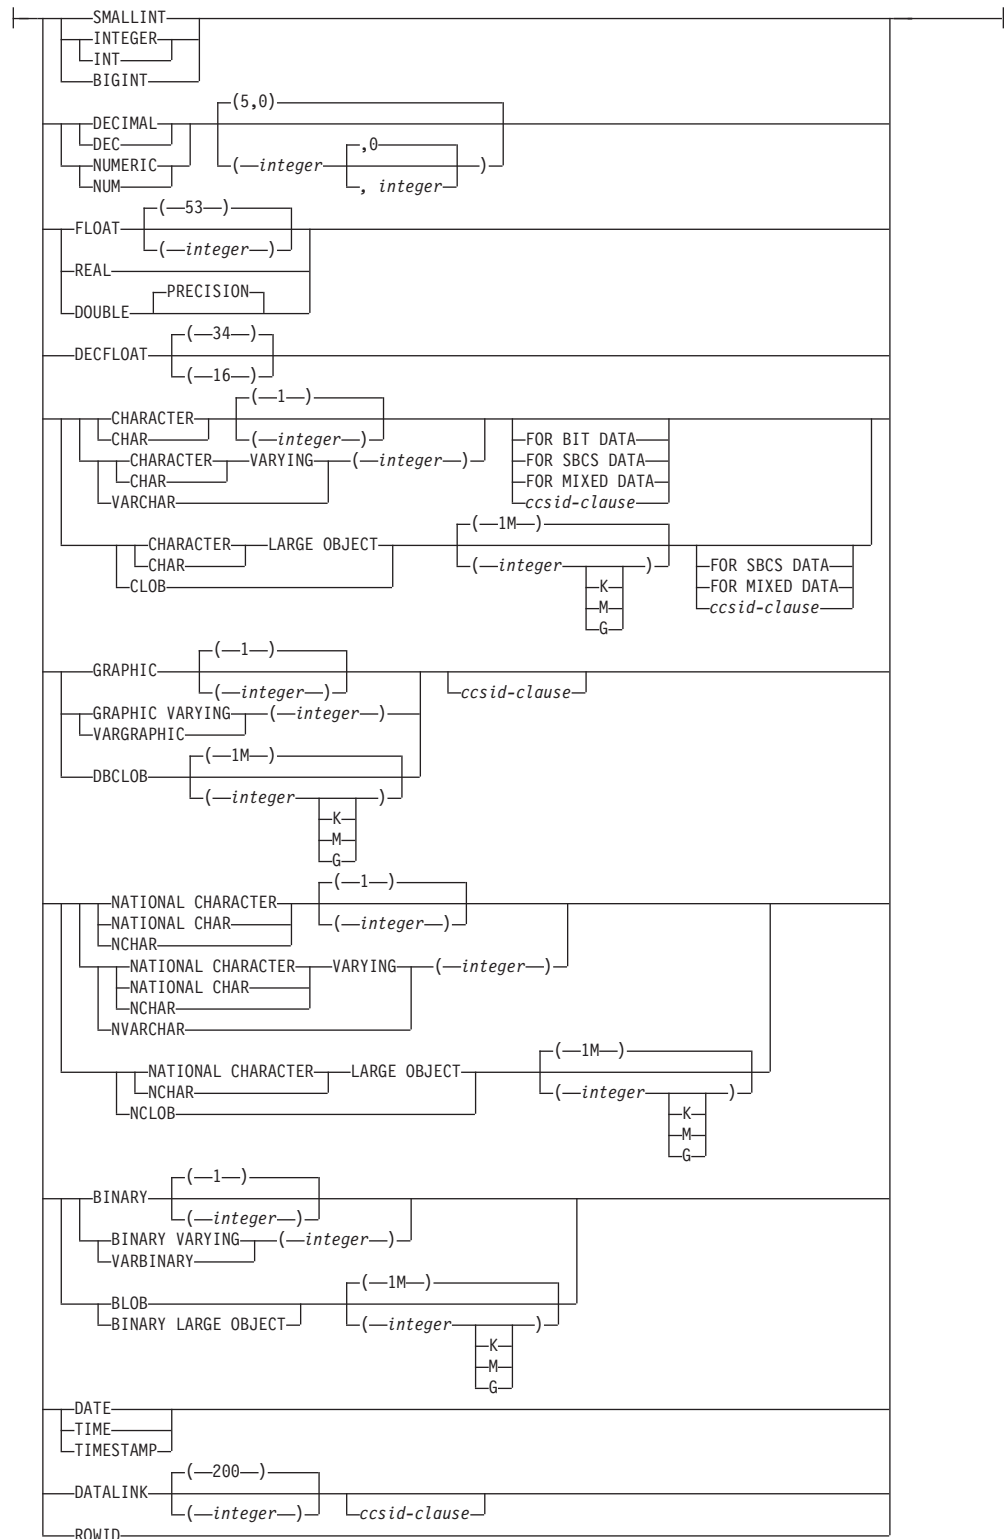 SMALLINT
INTEGER
INT
BIGINT
(5,0)
DECIMAL
DEC
NUMERIC
NUM
( integer
,0
, integer
)
( 53 )
FLOAT
( integer )
REAL
PRECISION
DOUBLE
( 34 )
DECFLOAT
( 16 )
( 1 )
CHARACTER
CHAR
( integer )
CHARACTER VARYING ( integer )
CHAR
VARCHAR
FOR BIT DATA
FOR SBCS DATA
FOR MIXED DATA
ccsid-clause
( 1M )
CHARACTER LARGE OBJECT
CHAR
CLOB
( integer )
K
M
G
FOR SBCS DATA
FOR MIXED DATA
ccsid-clause
( 1 )
GRAPHIC
( integer )
ccsid-clause
GRAPHIC VARYING ( integer )
VARGRAPHIC
( 1M )
DBCLOB
( integer )
K
M
G
( 1 )
NATIONAL CHARACTER
NATIONAL CHAR
NCHAR
( integer )
NATIONAL CHARACTER VARYING ( integer )
NATIONAL CHAR
NCHAR
NVARCHAR
( 1M )
NATIONAL CHARACTER LARGE OBJECT
NCHAR
NCLOB
( integer )
K
M
G
( 1 )
BINARY
( integer )
BINARY VARYING ( integer )
VARBINARY
( 1M )
BLOB
BINARY LARGE OBJECT
( integer )
K
M
G
DATE
TIME
TIMESTAMP
( 200 )
DATALINK
( integer )
ccsid-clause
ROWID